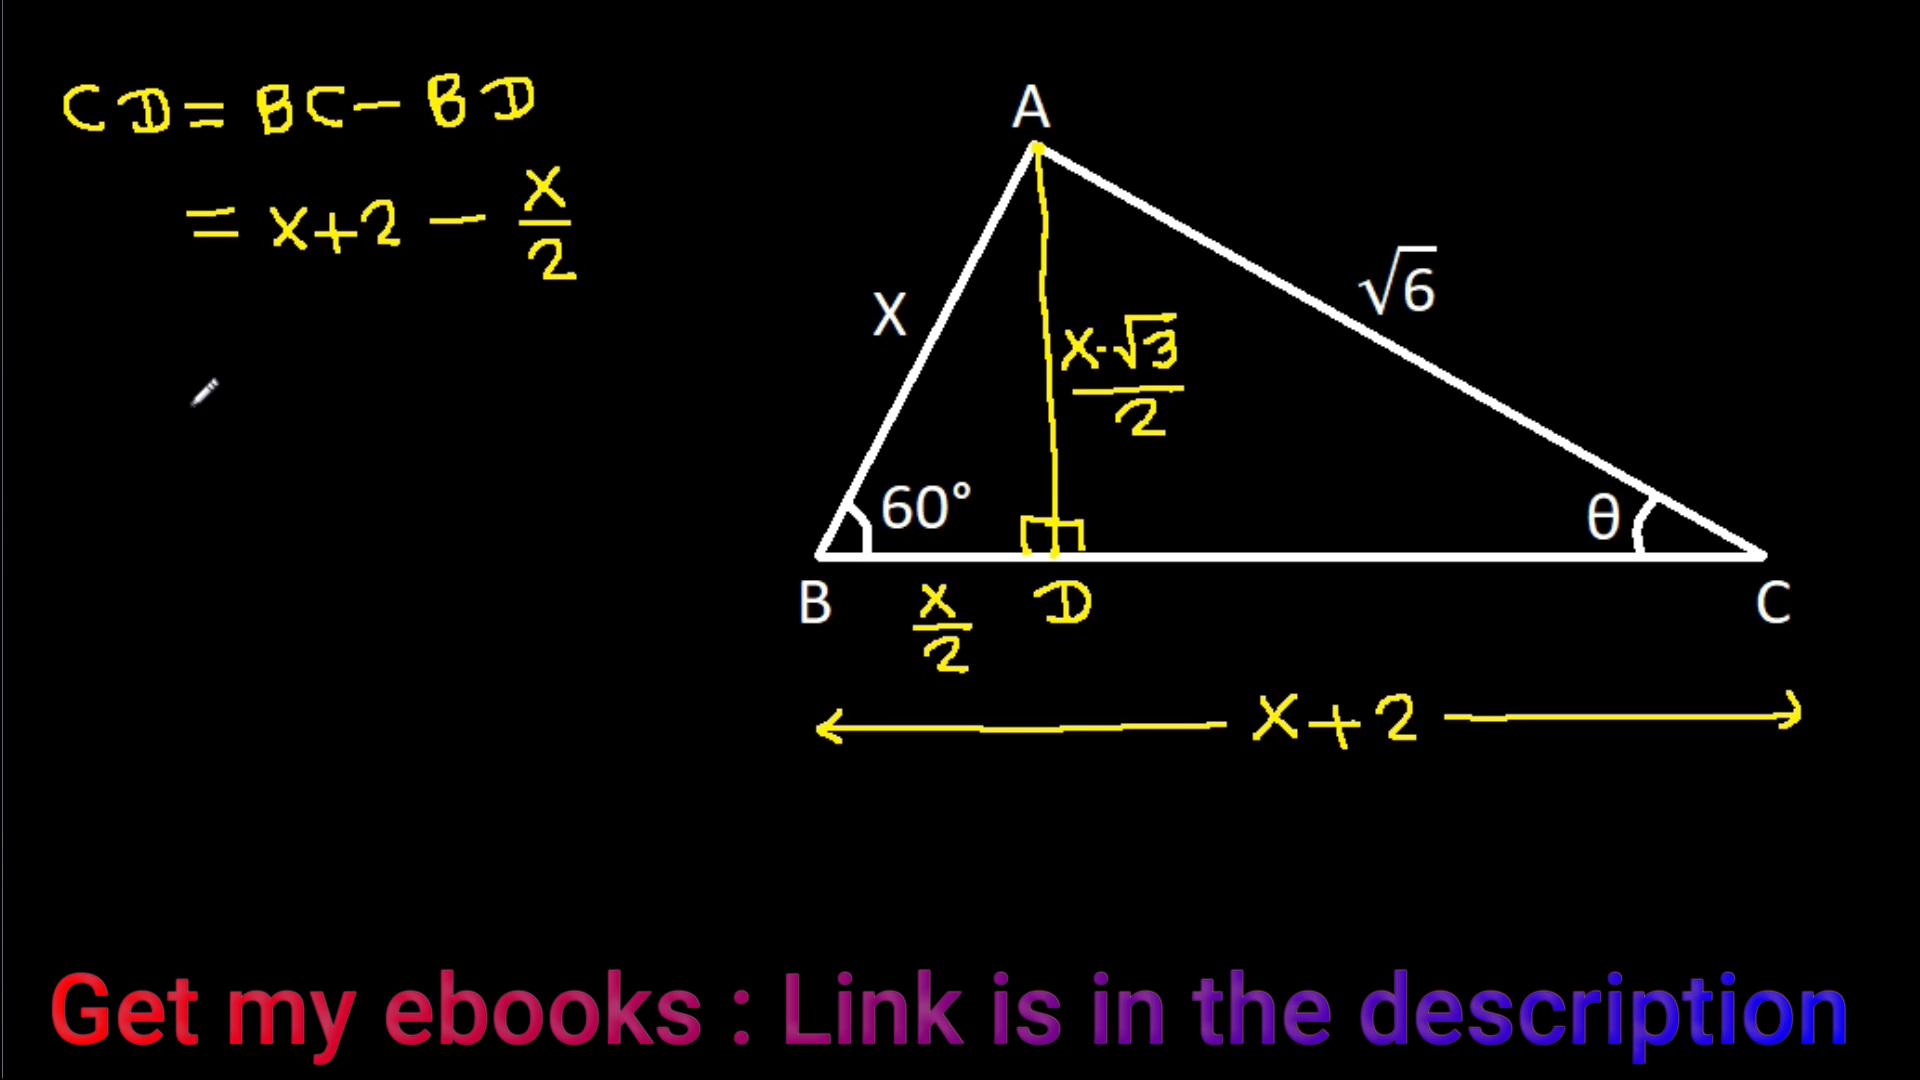 CD = BC - BD
= x+2 - x/2
A
X
√6
x·√3/2
60°
θ
B
x/2
D
C
x+2
Get my ebooks : Link is in the description